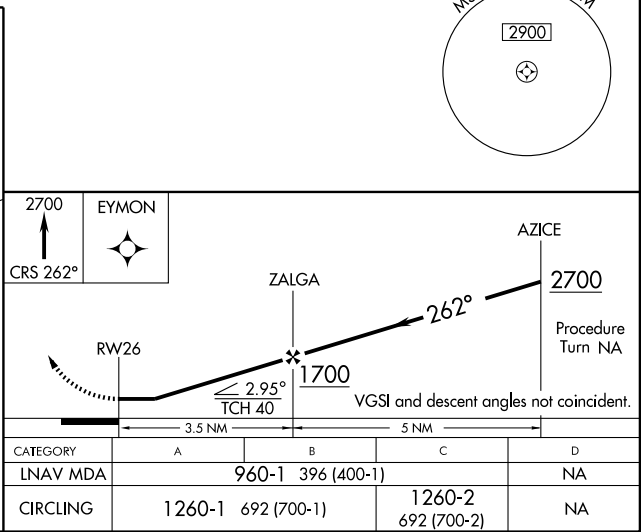 2900
2700
EYMON
CRS 262°
AZICE
2700
ZALGA
262°
Procedure
Turn NA
RW26
1700
2.95°
TCH 40
VGSI and descent angles not coincident.
3.5 NM
5 NM
CATEGORY A B C D
LNAV MDA 960-1 396 (400-1) NA
CIRCLING 1260-1 692 (700-1) 1260-2 692 (700-2) NA